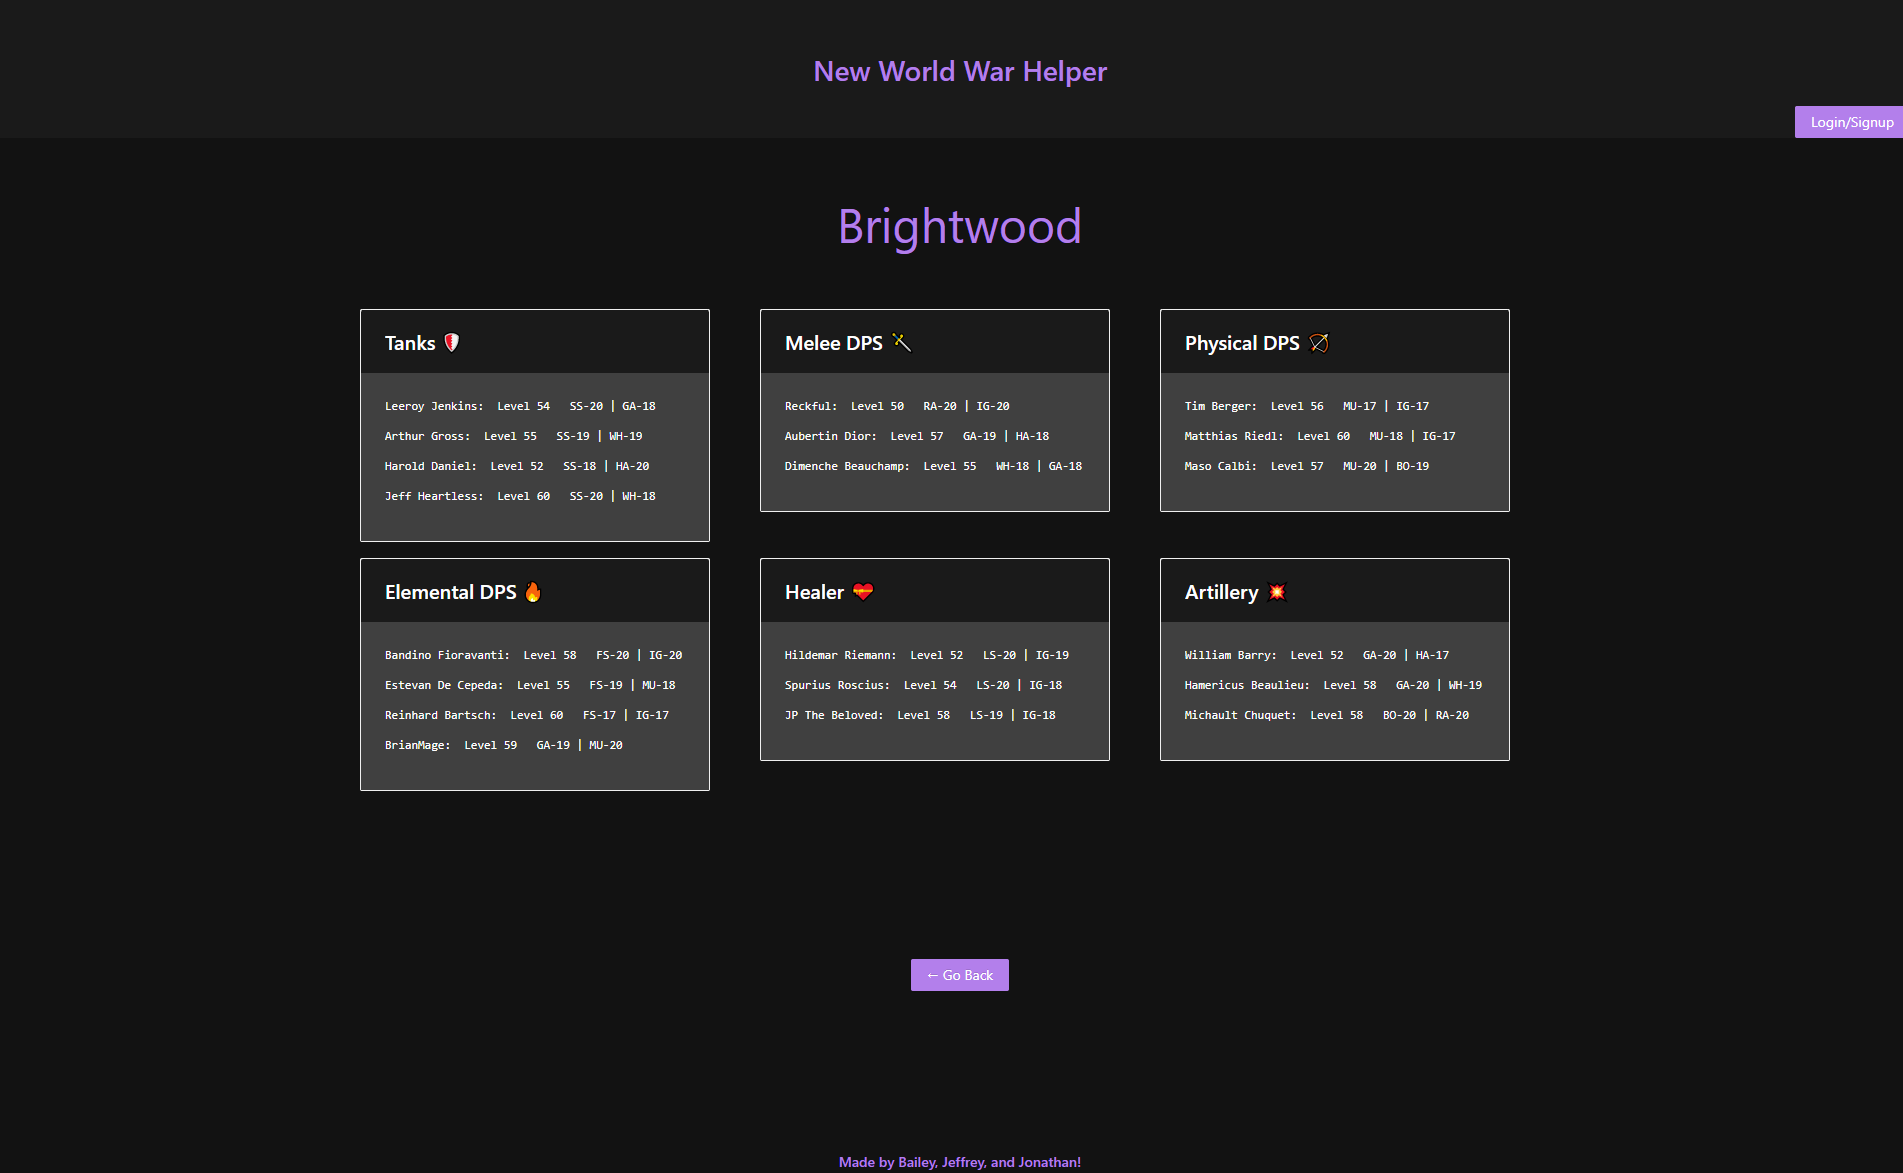 New World War Helper
Login/Signup
Brightwood
Tanks 🛡
Leeroy Jenkins: Level 54 SS-20 | GA-18
Arthur Gross: Level 55 SS-19 | WH-19
Harold Daniel: Level 52 SS-18 | HA-20
Jeff Heartless: Level 60 SS-20 | WH-18
Melee DPS 🗡
Reckful: Level 50 RA-20 | IG-20
Aubertin Dior: Level 57 GA-19 | HA-18
Dimenche Beauchamp: Level 55 WH-18 | GA-18
Physical DPS 🏹
Tim Berger: Level 56 MU-17 | IG-17
Matthias Riedl: Level 60 MU-18 | IG-17
Maso Calbi: Level 57 MU-20 | BO-19
Elemental DPS 🔥
Bandino Fioravanti: Level 58 FS-20 | IG-20
Estevan De Cepeda: Level 55 FS-19 | MU-18
Reinhard Bartsch: Level 60 FS-17 | IG-17
BrianMage: Level 59 GA-19 | MU-20
Healer 💝
Hildemar Riemann: Level 52 LS-20 | IG-19
Spurius Roscius: Level 54 LS-20 | IG-18
JP The Beloved: Level 58 LS-19 | IG-18
Artillery 💥
William Barry: Level 52 GA-20 | HA-17
Hamericus Beaulieu: Level 58 GA-20 | WH-19
Michault Chuquet: Level 58 BO-20 | RA-20
← Go Back
Made by Bailey, Jeffrey, and Jonathan!